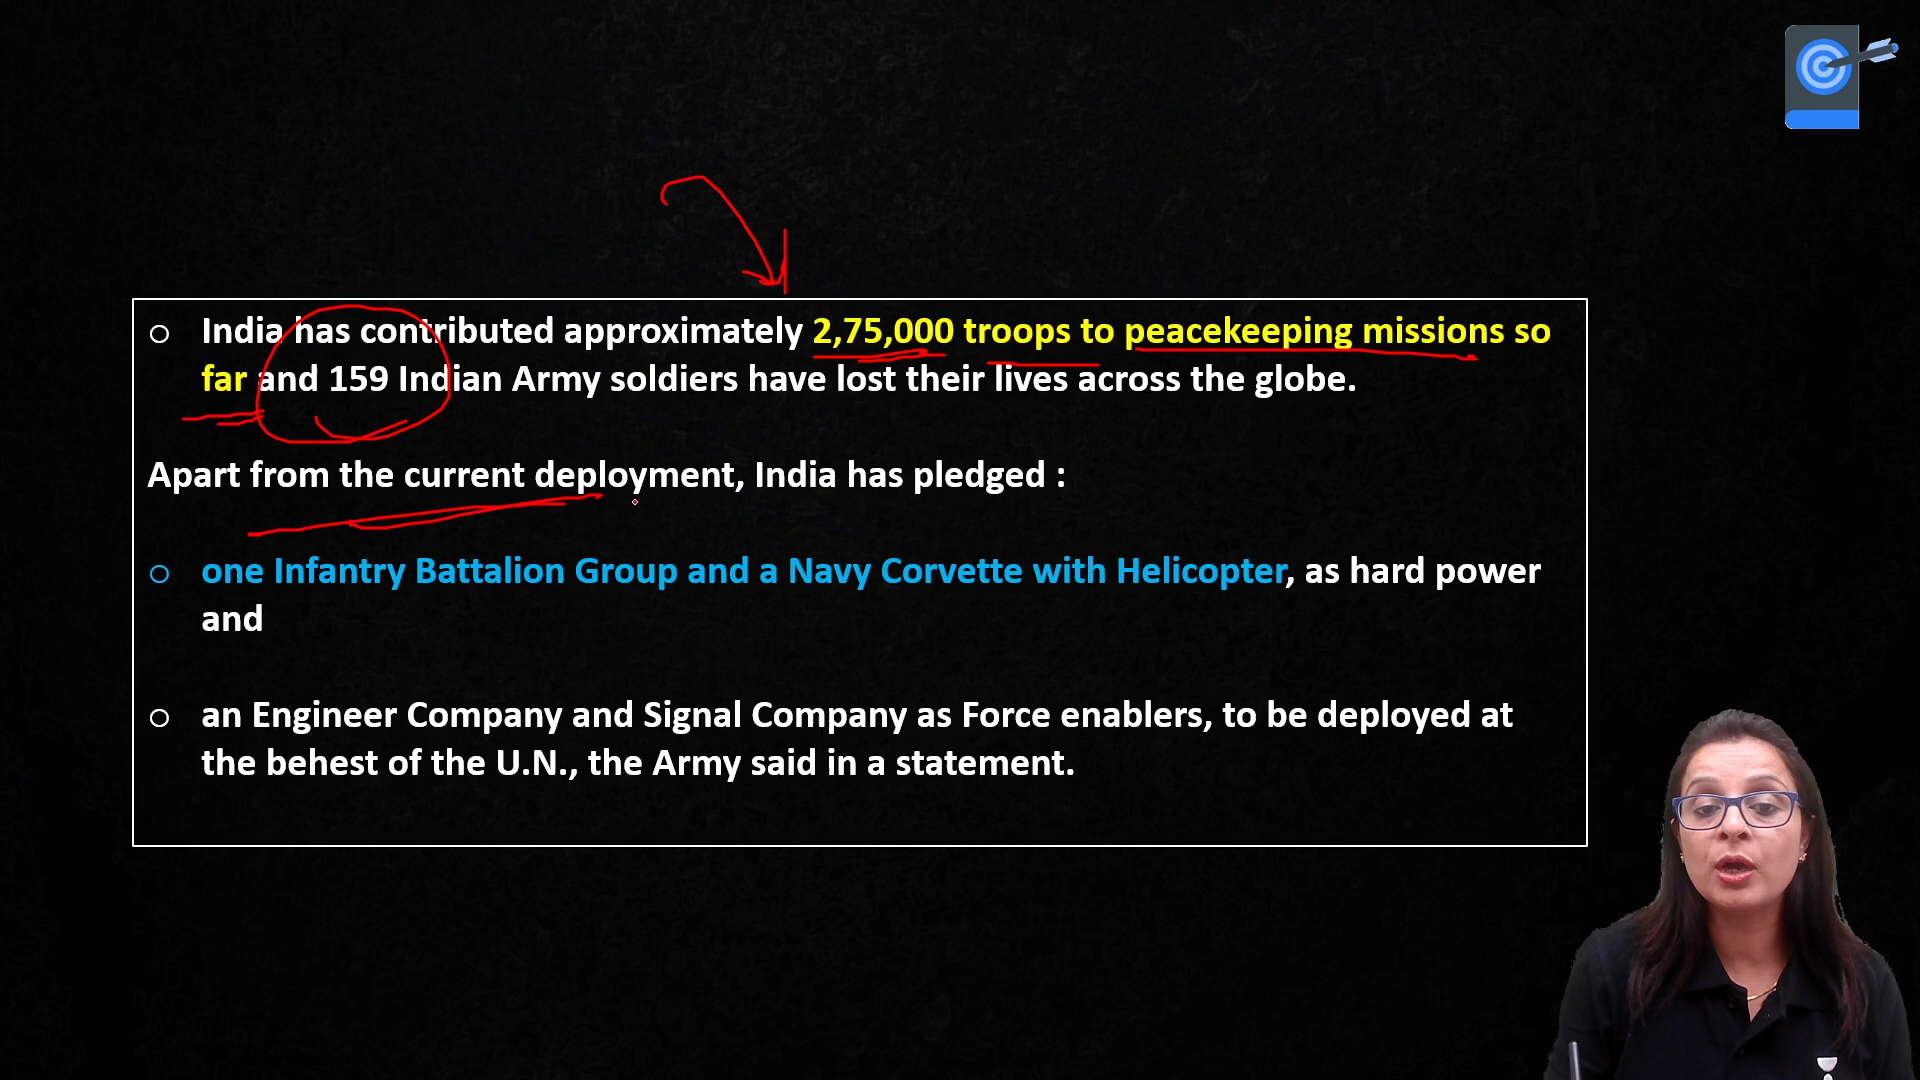 ○ India has contributed approximately 2,75,000 troops to peacekeeping missions so
far and 159 Indian Army soldiers have lost their lives across the globe.
Apart from the current deployment, India has pledged :
○ one Infantry Battalion Group and a Navy Corvette with Helicopter, as hard power
and
○ an Engineer Company and Signal Company as Force enablers, to be deployed at
the behest of the U.N., the Army said in a statement.